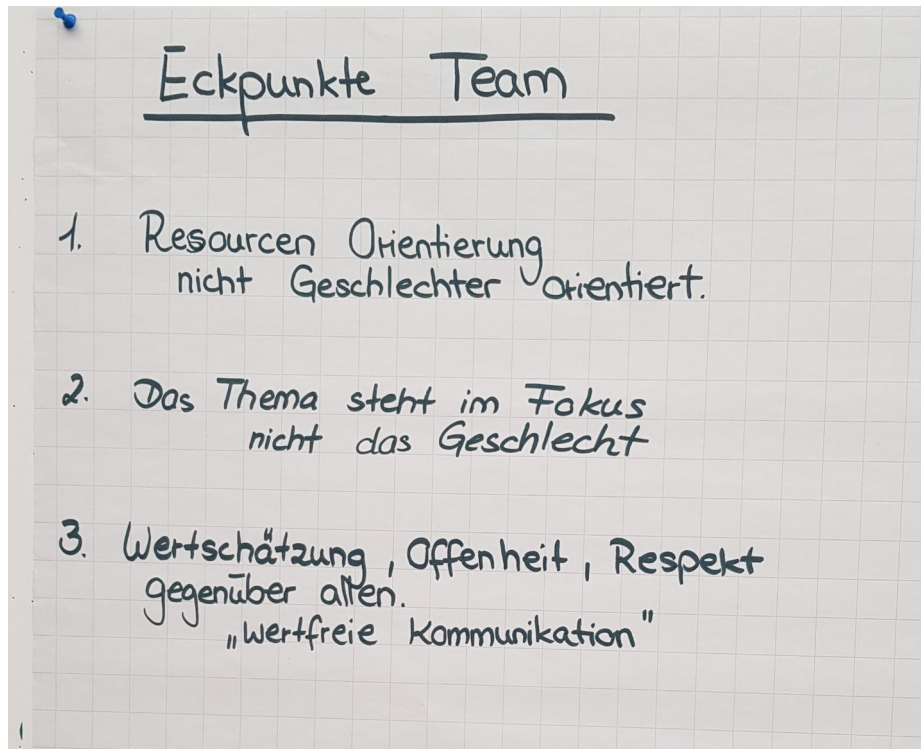 Eckpunkte Team
1. Resourcen Orientierung
nicht Geschlechter orientiert.
2. Das Thema steht im Fokus
nicht das Geschlecht
3. Wertschätzung, Offenheit, Respekt
gegenüber allen.
„wertfreie Kommunikation"